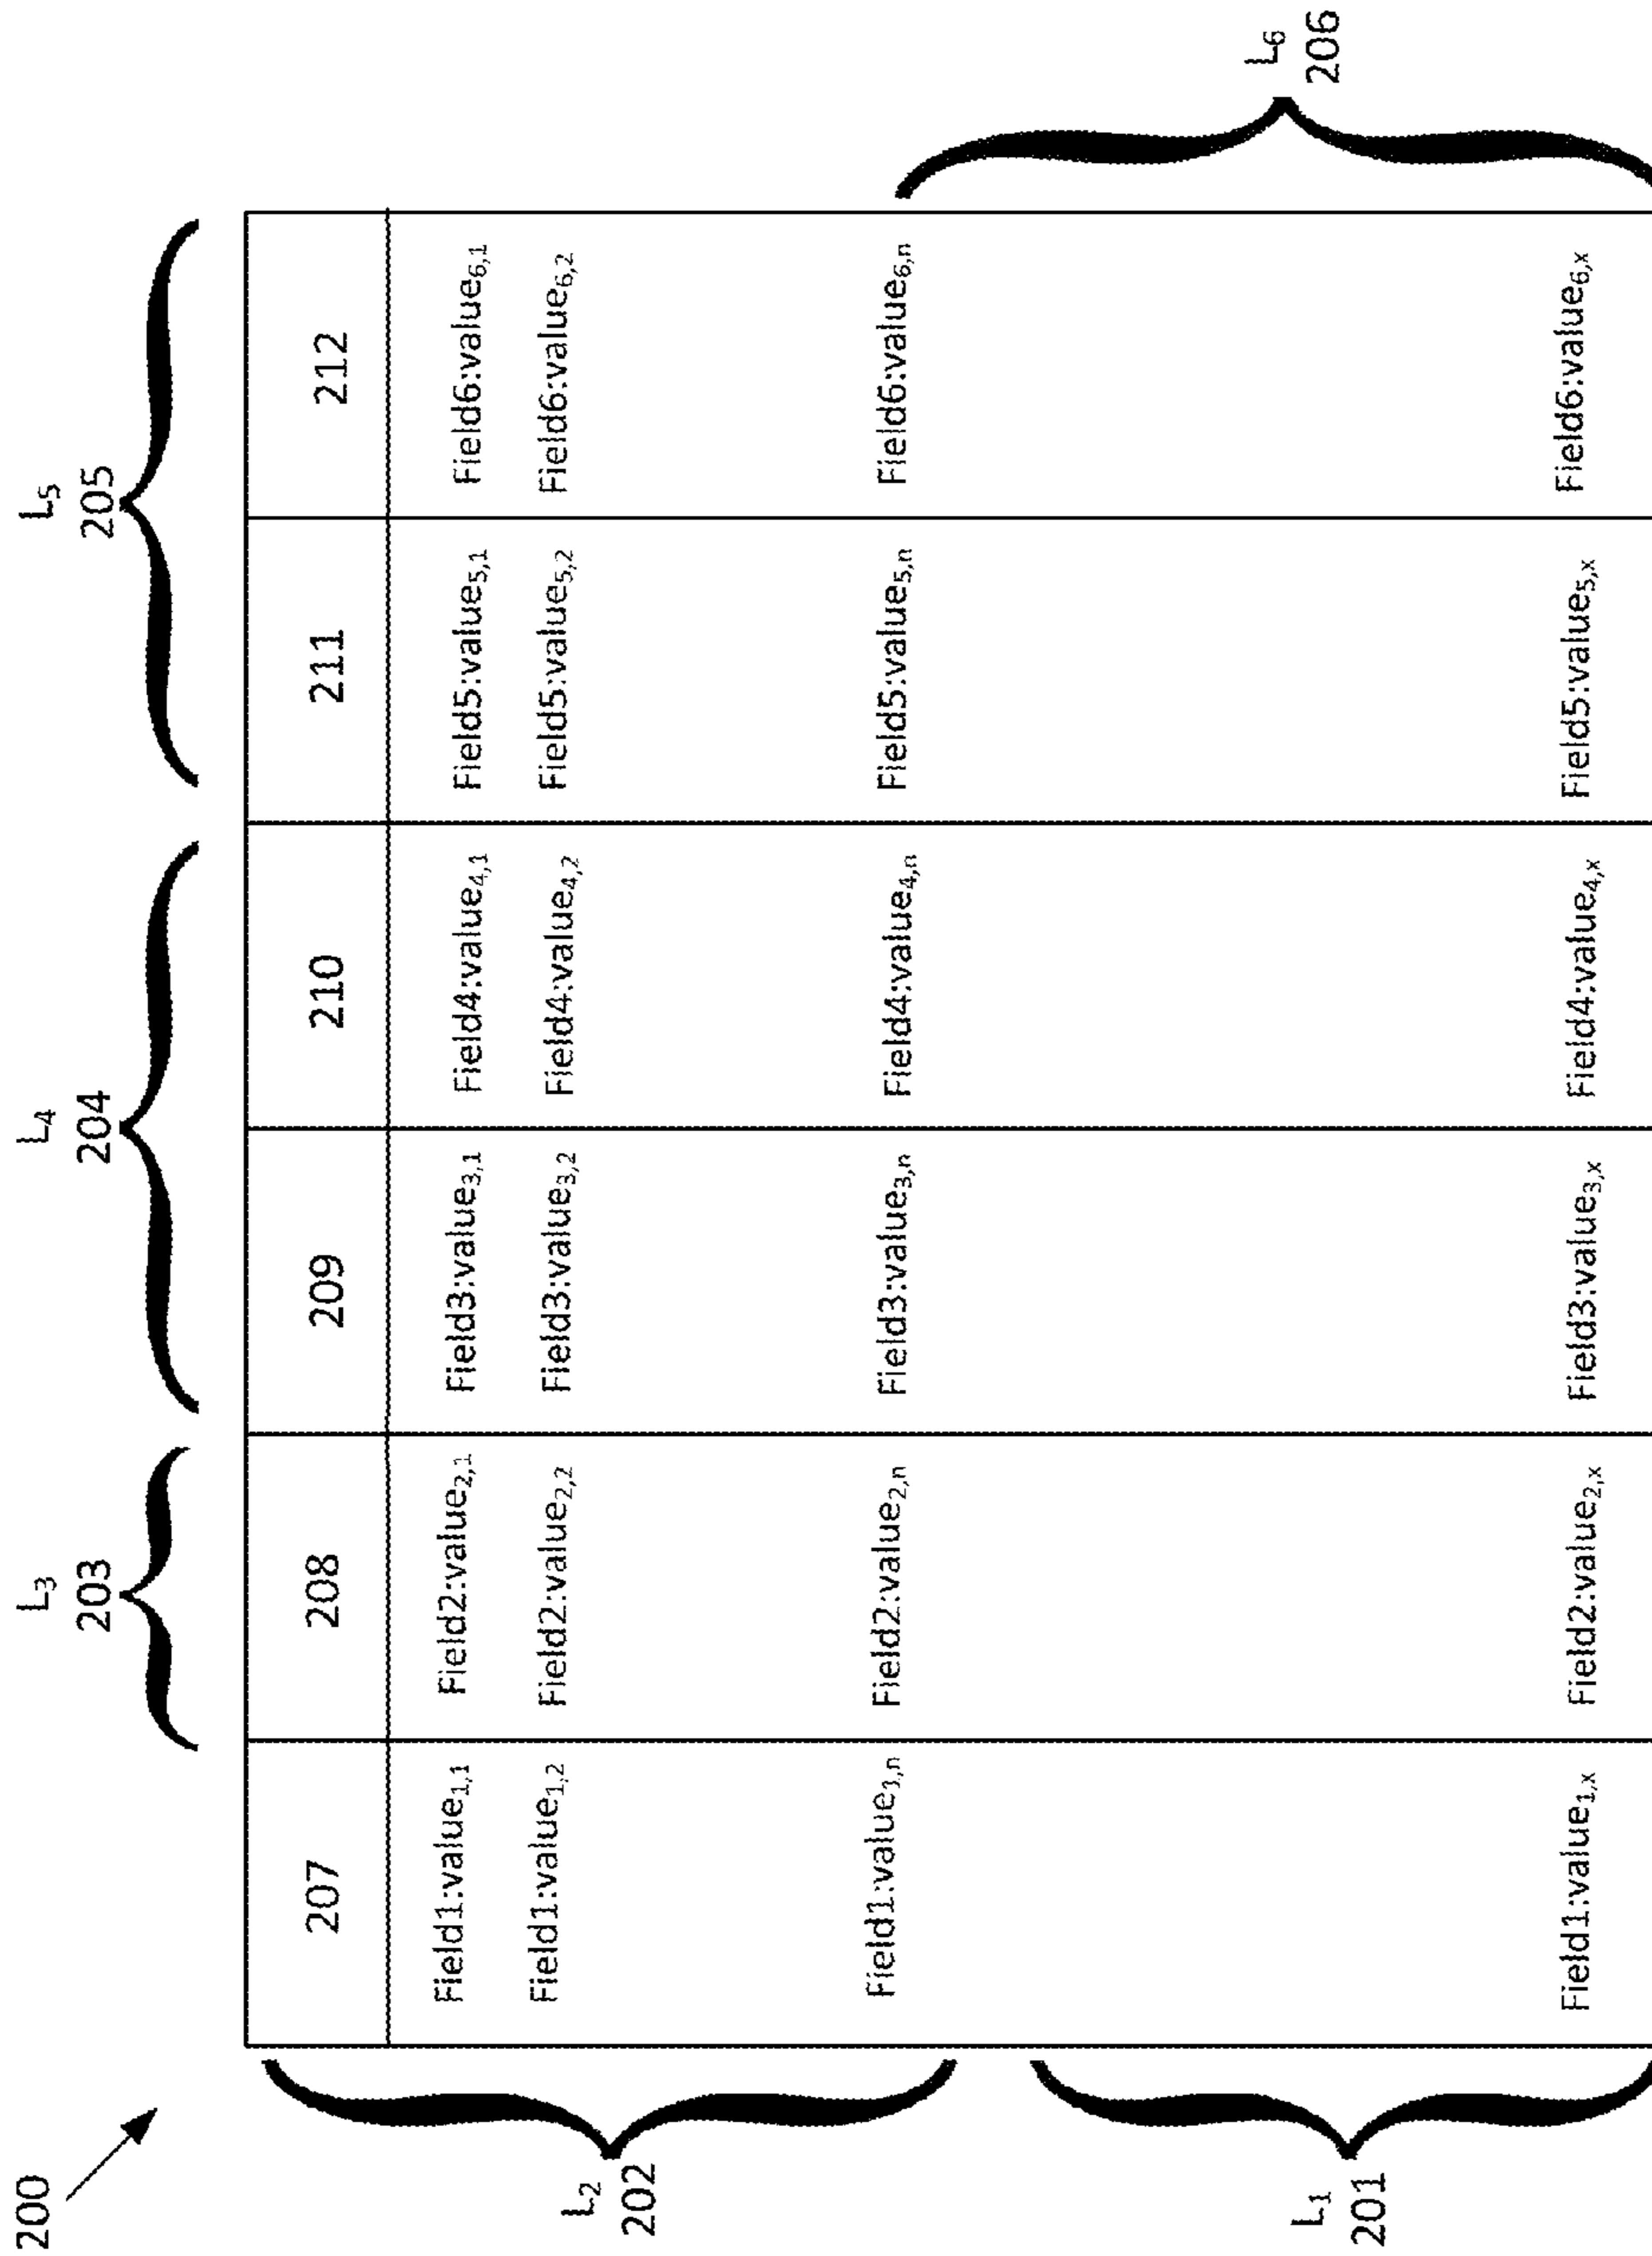 200
L3
203
L4
204
L5
205
207 208 209 210 211 212
Field1:value1,1 Field2:value2,1 Field3:value3,1 Field4:value4,1 Field5:value5,1 Field6:value6,1
Field1:value1,2 Field2:value2,2 Field3:value3,2 Field4:value4,2 Field5:value5,2 Field6:value6,2
L2
202
Field1:value3,n Field2:value2,n Field3:value3,n Field4:value4,n Field5:value5,n Field6:value6,n
L6
206
L1
201
Field1:value1,x Field2:value2,x Field3:value3,x Field4:value4,x Field5:value5,x Field6:value6,x